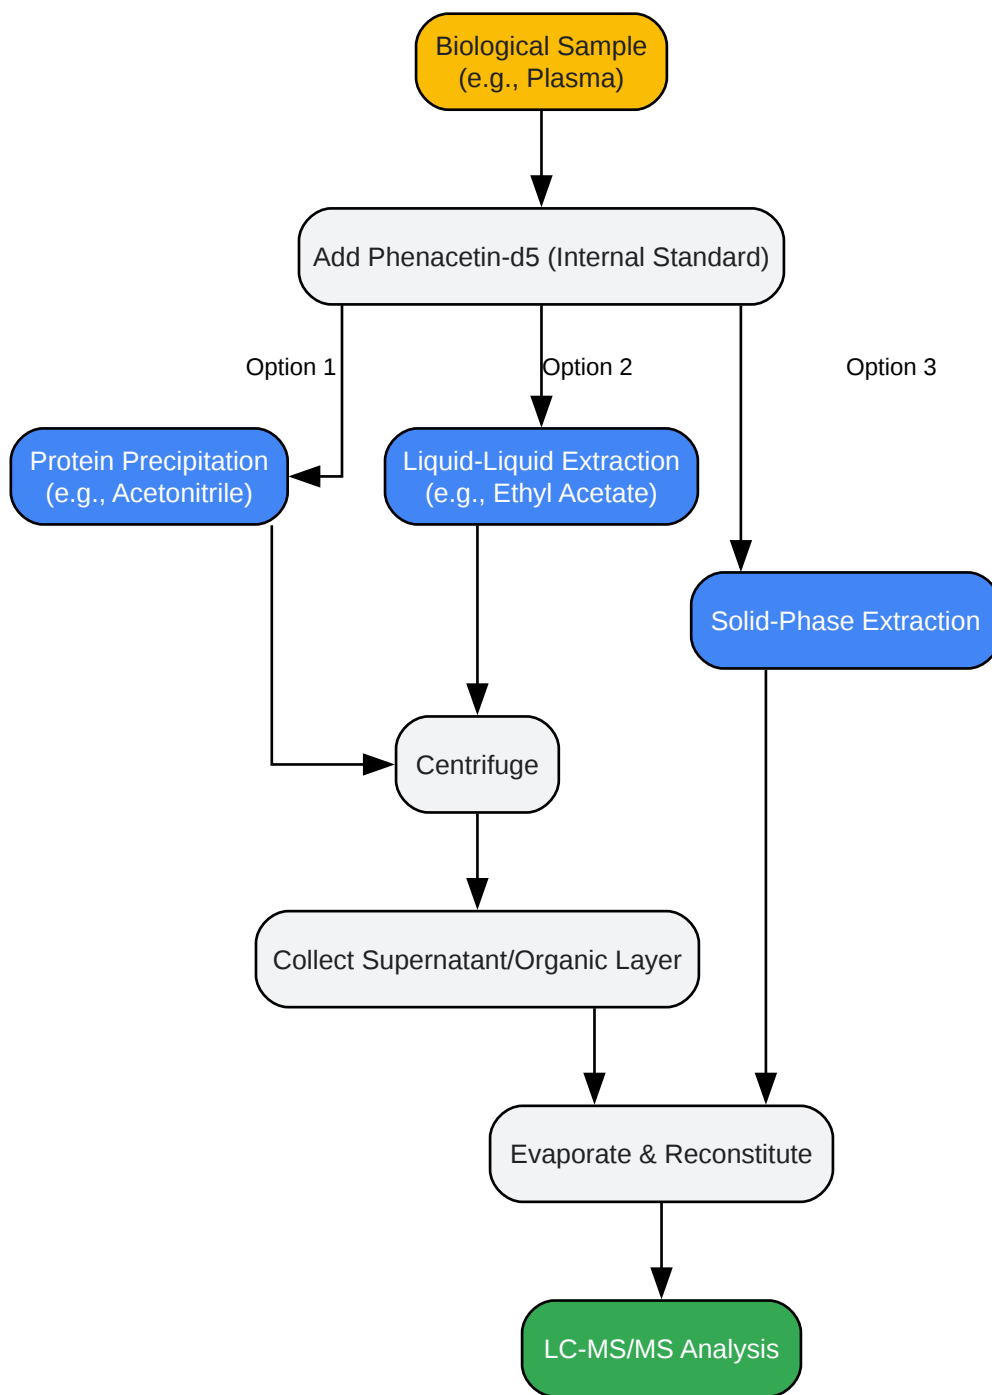 Biological Sample
(e.g., Plasma)
Add Phenacetin-d5 (Internal Standard)
Option 1
Option 2
Option 3
Protein Precipitation
(e.g., Acetonitrile)
Liquid-Liquid Extraction
(e.g., Ethyl Acetate)
Solid-Phase Extraction
Centrifuge
Collect Supernatant/Organic Layer
Evaporate & Reconstitute
LC-MS/MS Analysis